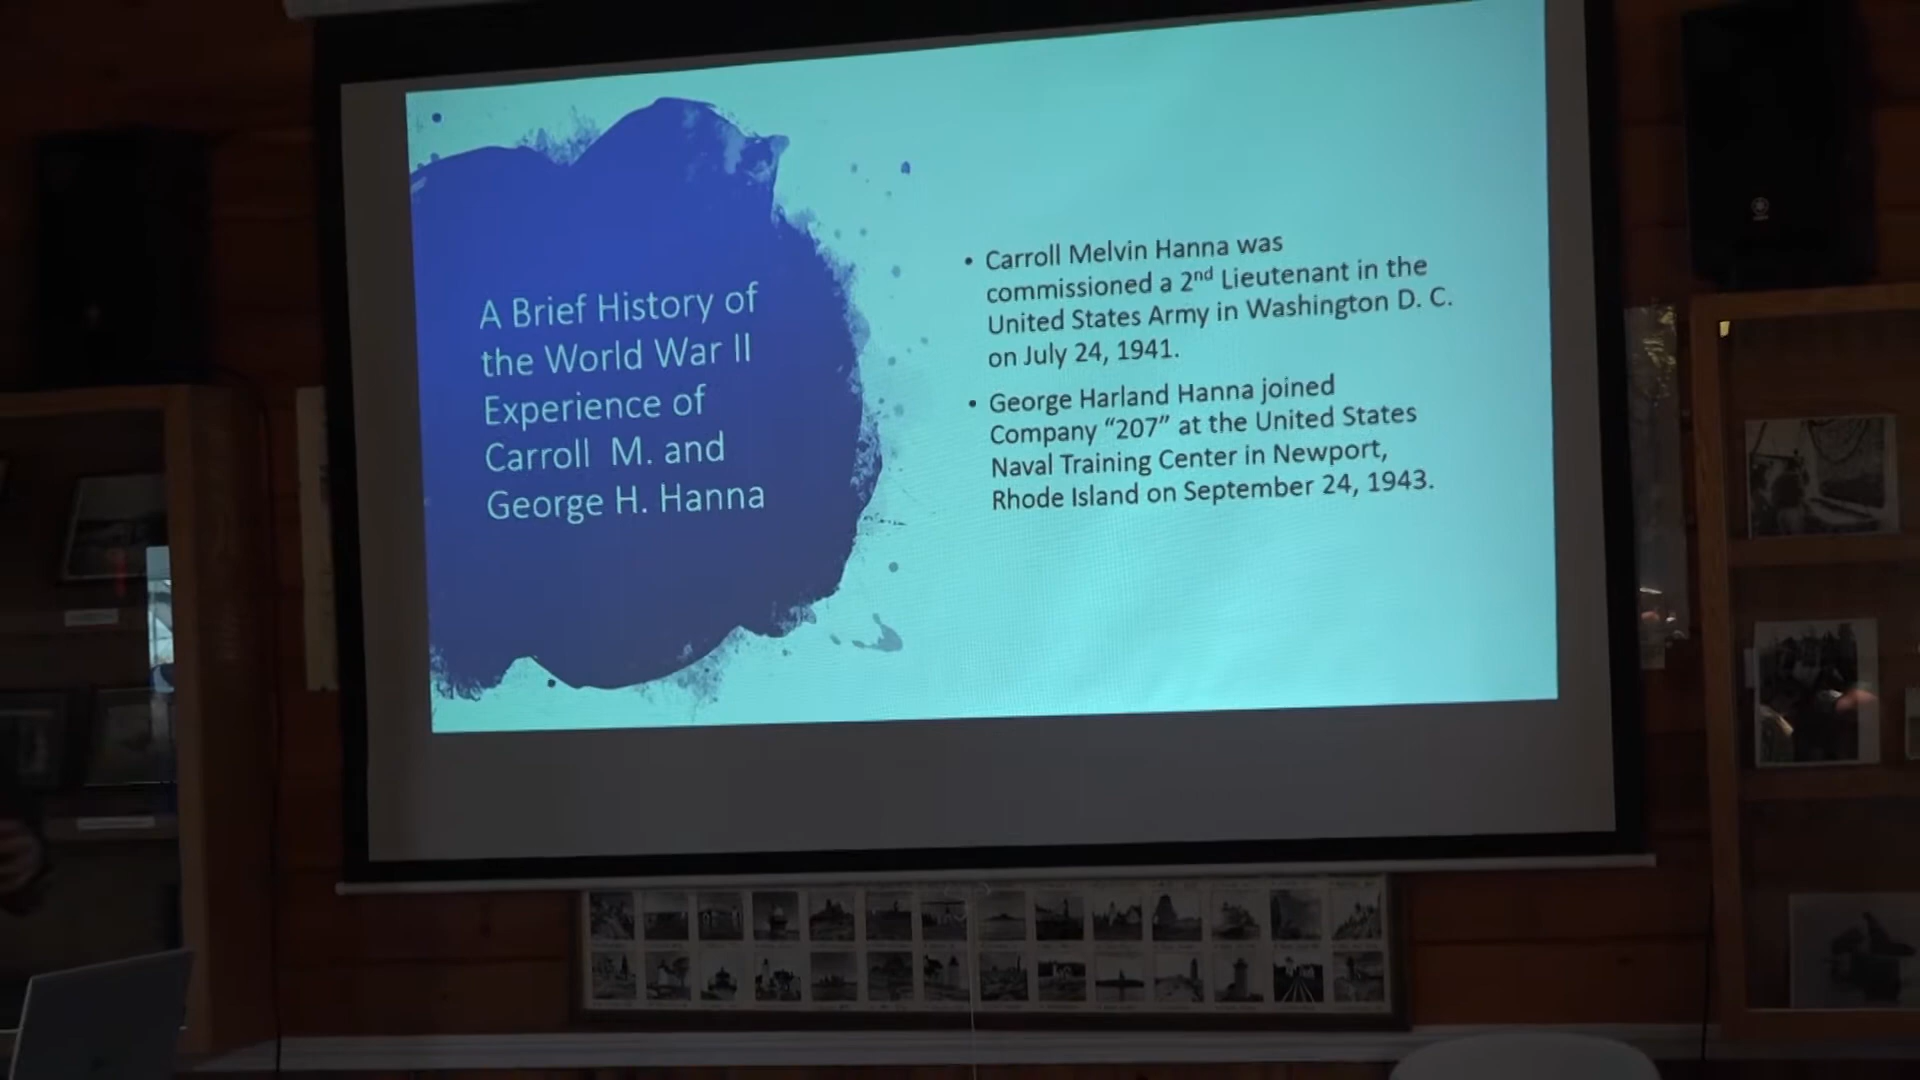 A Brief History of
the World War II
Experience of
Carroll M. and
George H. Hanna
• Carroll Melvin Hanna was
commissioned a 2nd Lieutenant in the
United States Army in Washington D. C.
on July 24, 1941.
• George Harland Hanna joined
Company “207” at the United States
Naval Training Center in Newport,
Rhode Island on September 24, 1943.